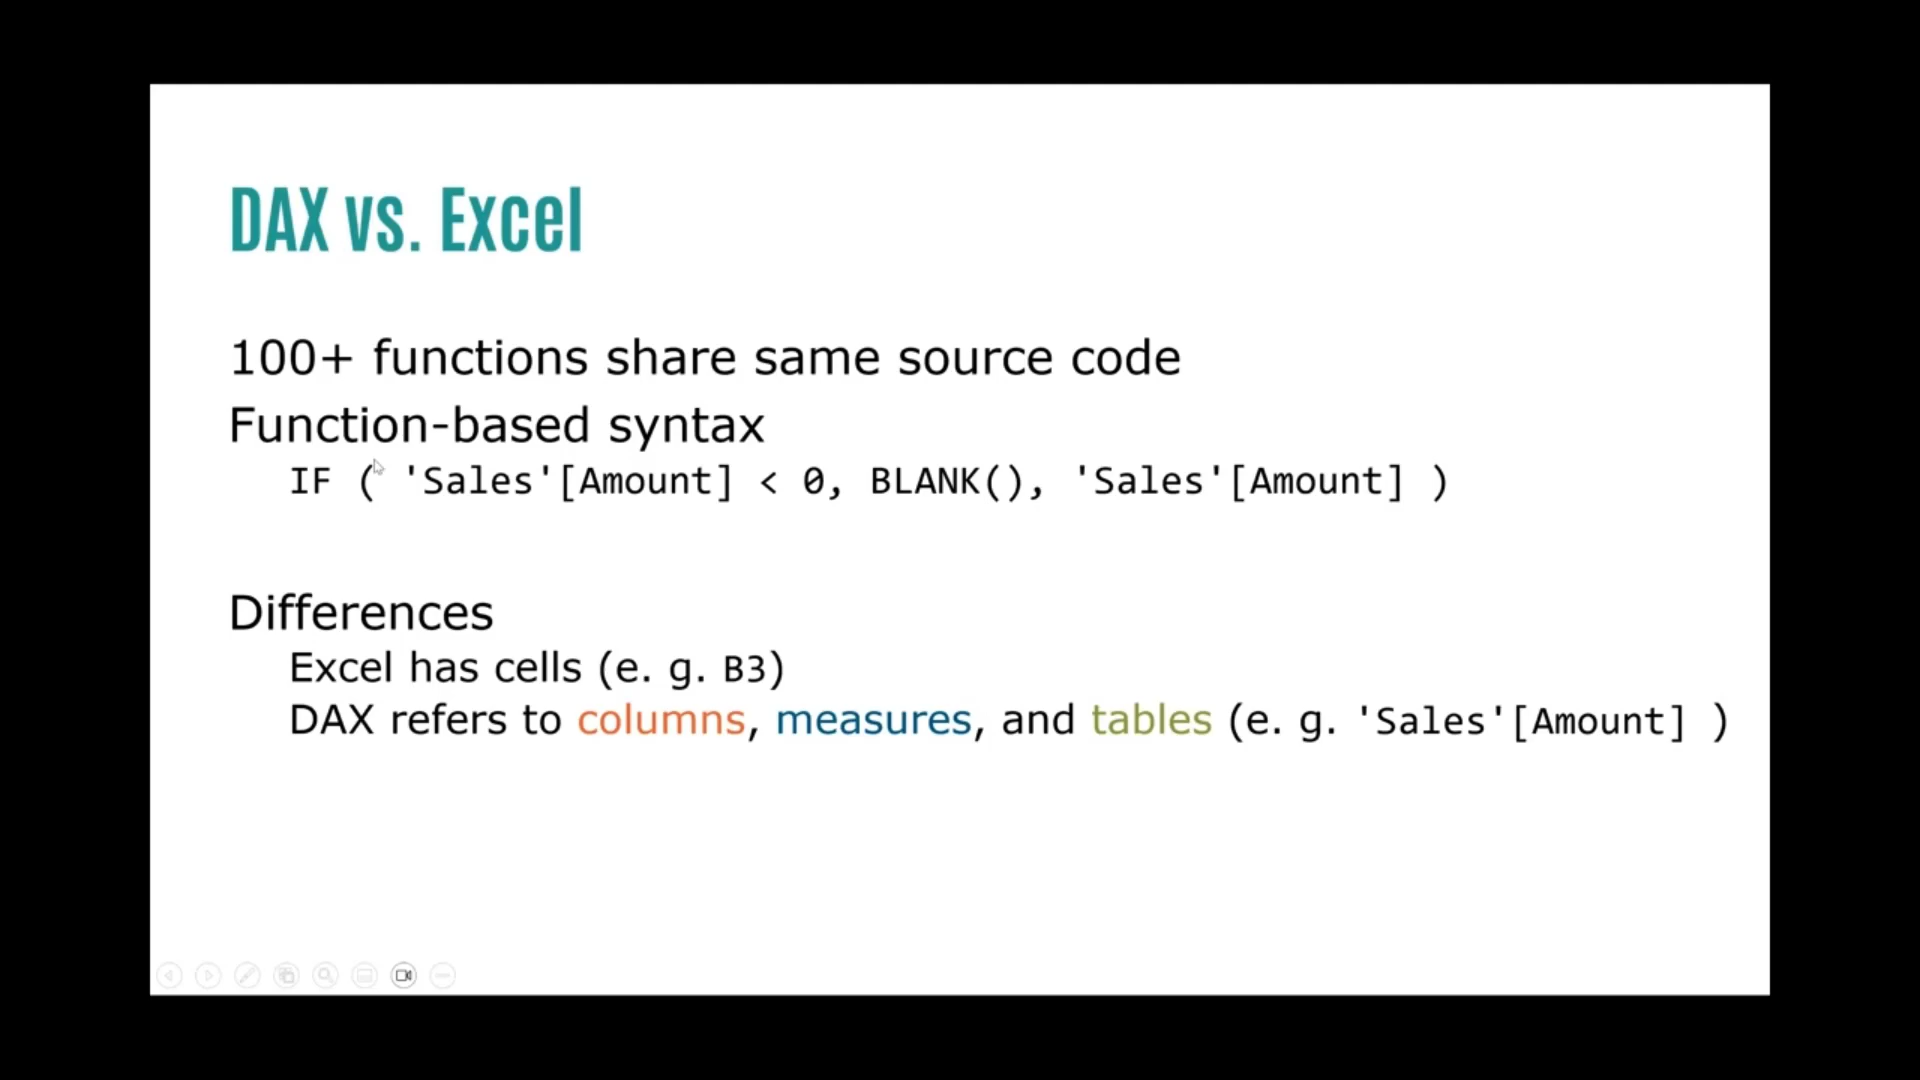 DAX vs. Excel
100+ functions share same source code
Function-based syntax
IF ( 'Sales'[Amount] < 0, BLANK(), 'Sales'[Amount] )
Differences
Excel has cells (e. g. B3)
DAX refers to columns, measures, and tables (e. g. 'Sales'[Amount] )